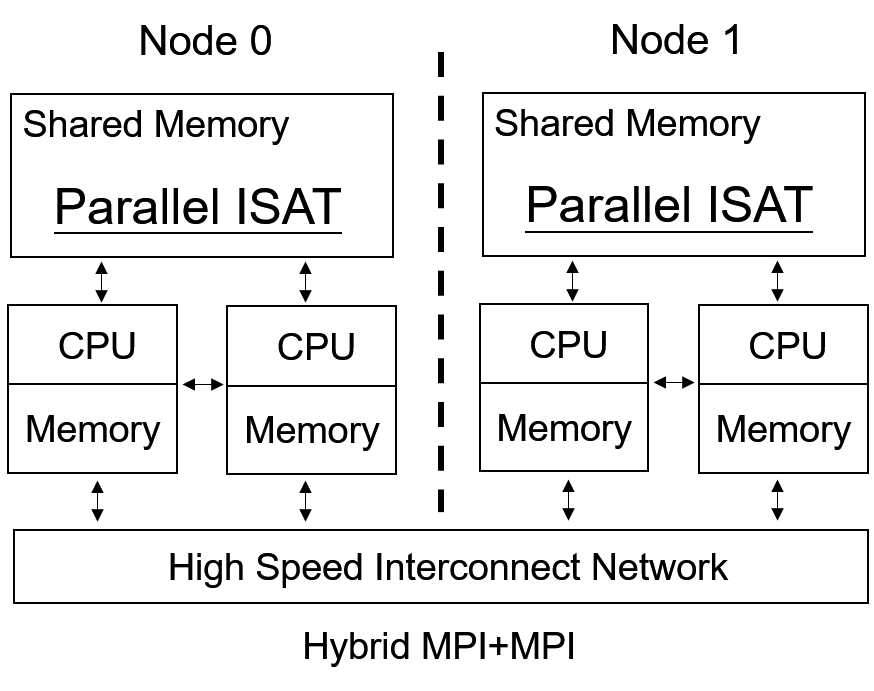 Node 0
Node 1
Shared Memory
Parallel ISAT
Shared Memory
Parallel ISAT
CPU
Memory
CPU
Memory
CPU
Memory
CPU
Memory
High Speed Interconnect Network
Hybrid MPI+MPI